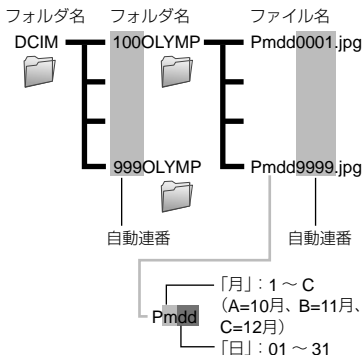 フォルダ名 フォルダ名 ファイル名
DCIM 100OLYMP Pmdd0001.jpg
999OLYMP Pmdd9999.jpg
自動連番 自動連番
「月」：1 ～ C
（A=10月、B=11月、
C=12月）
Pmdd
「日」：01 ～ 31